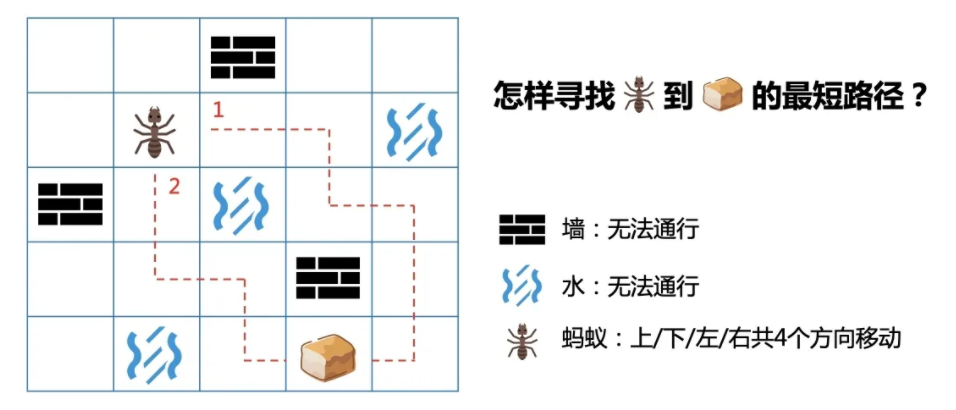 1
2
怎样寻找 到 的最短路径？
墙：无法通行
水：无法通行
蚂蚁：上/下/左/右共4个方向移动